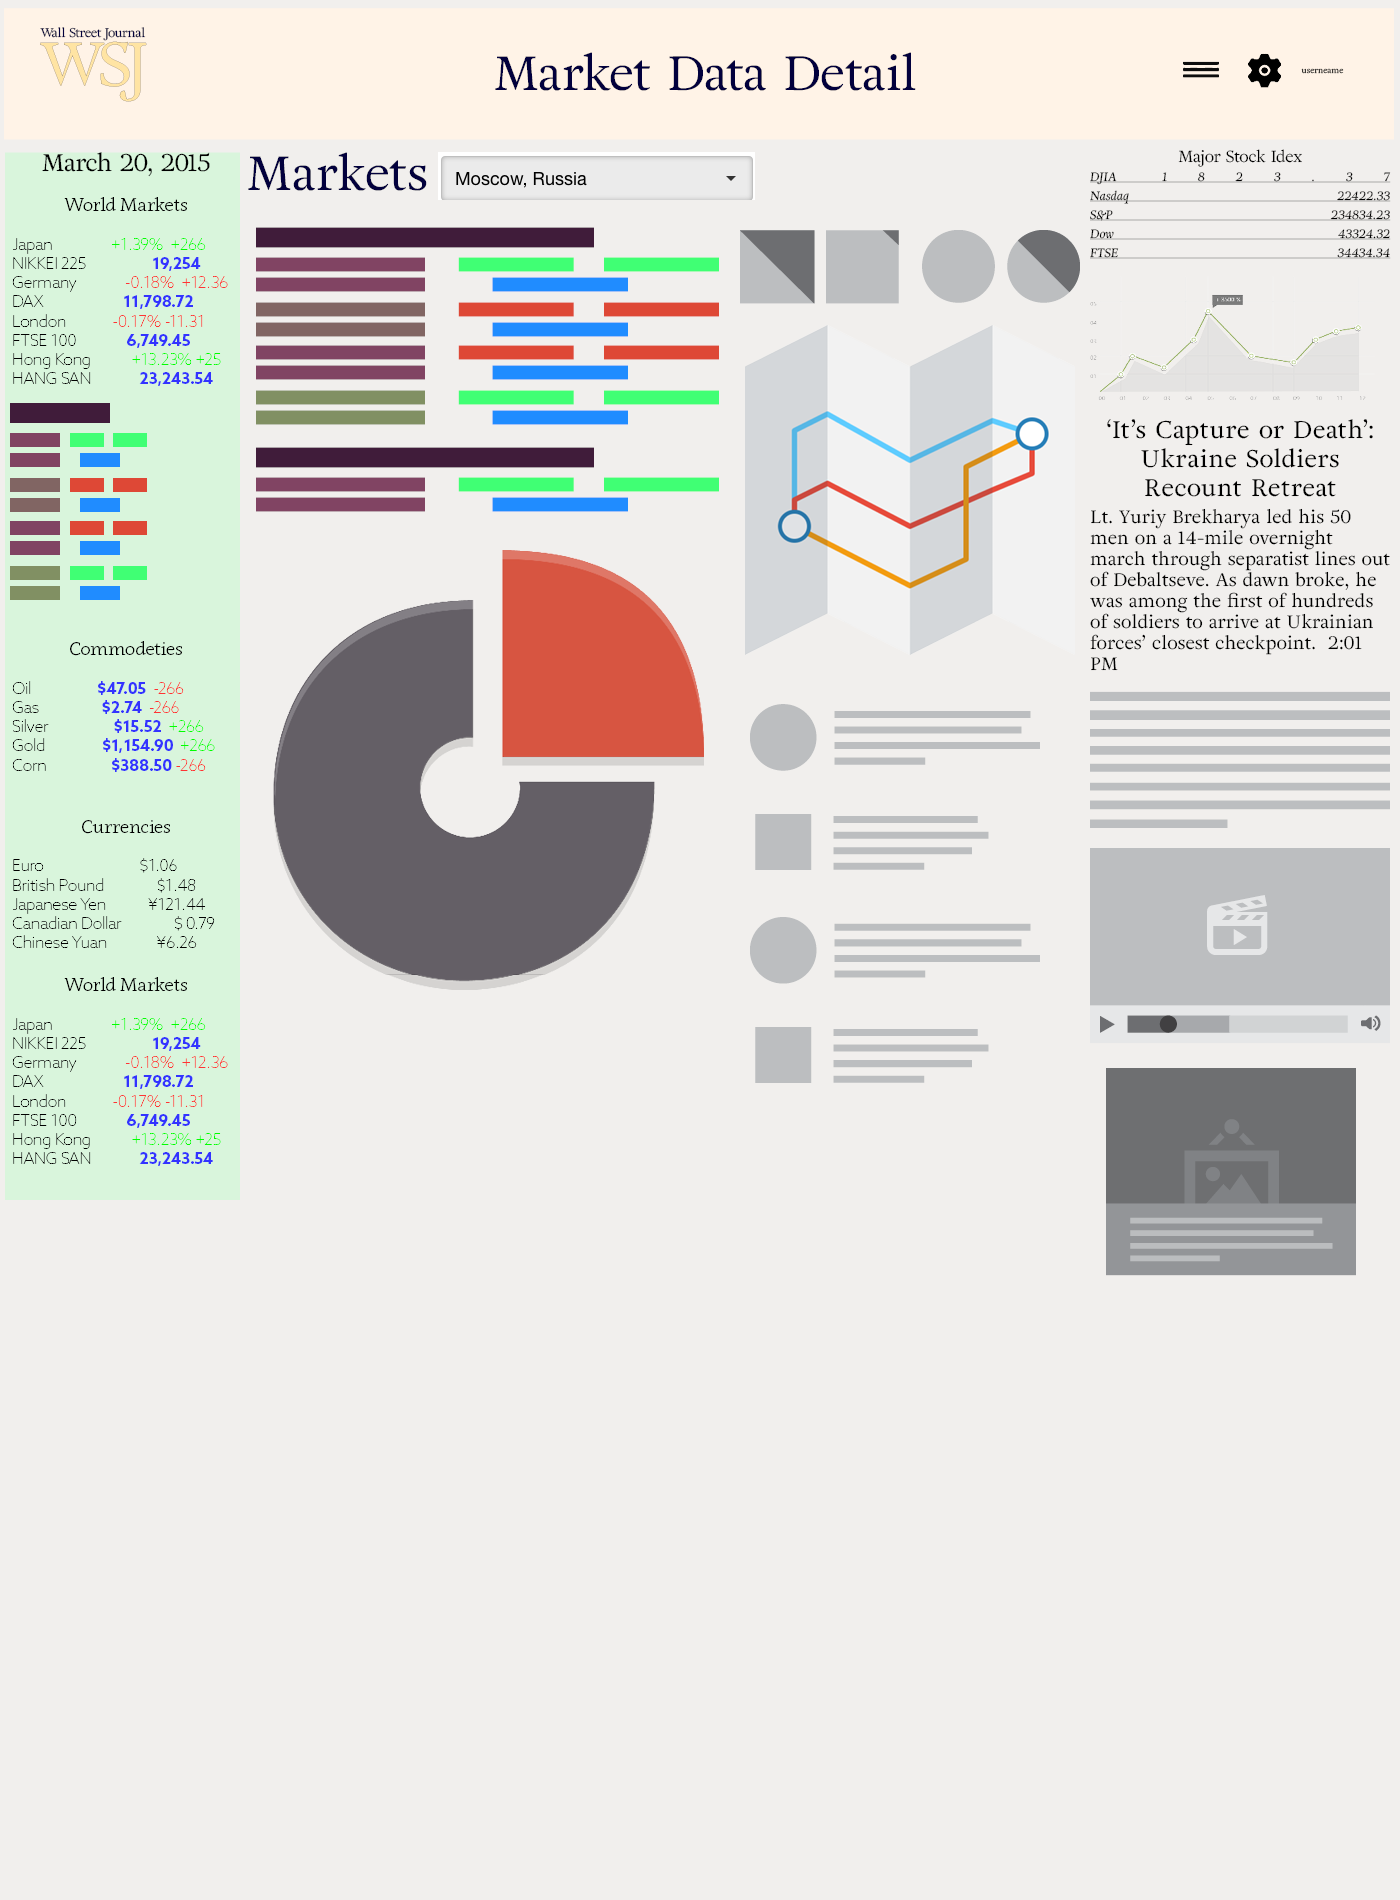 Wall Street Journal
WSJ
Market Data Detail
userneame
March 20, 2015
World Markets
Japan +1.39% +266
NIKKEI 225 19,254
Germany -0.18% +12.36
DAX 11,798.72
London -0.17% -11.31
FTSE 100 6,749.45
Hong Kong +13.23% +25
HANG SAN 23,243.54
Commodeties
Oil $47.05 -266
Gas $2.74 -266
Silver $15.52 +266
Gold $1,154.90 +266
Corn $388.50 -266
Currencies
Euro $1.06
British Pound $1.48
Japanese Yen ¥121.44
Canadian Dollar $ 0.79
Chinese Yuan ¥6.26
World Markets
Japan +1.39% +266
NIKKEI 225 19,254
Germany -0.18% +12.36
DAX 11,798.72
London -0.17% -11.31
FTSE 100 6,749.45
Hong Kong +13.23% +25
HANG SAN 23,243.54
Markets
Moscow, Russia
Major Stock Idex
DJIA 1 8 2 3 . 3 7
Nasdaq 22422.33
S&P 234834.23
Dow 43324.32
FTSE 34434.34
‘It’s Capture or Death’:
Ukraine Soldiers
Recount Retreat
Lt. Yuriy Brekharya led his 50
men on a 14-mile overnight
march through separatist lines out
of Debaltseve. As dawn broke, he
was among the first of hundreds
of soldiers to arrive at Ukrainian
forces’ closest checkpoint. 2:01
PM